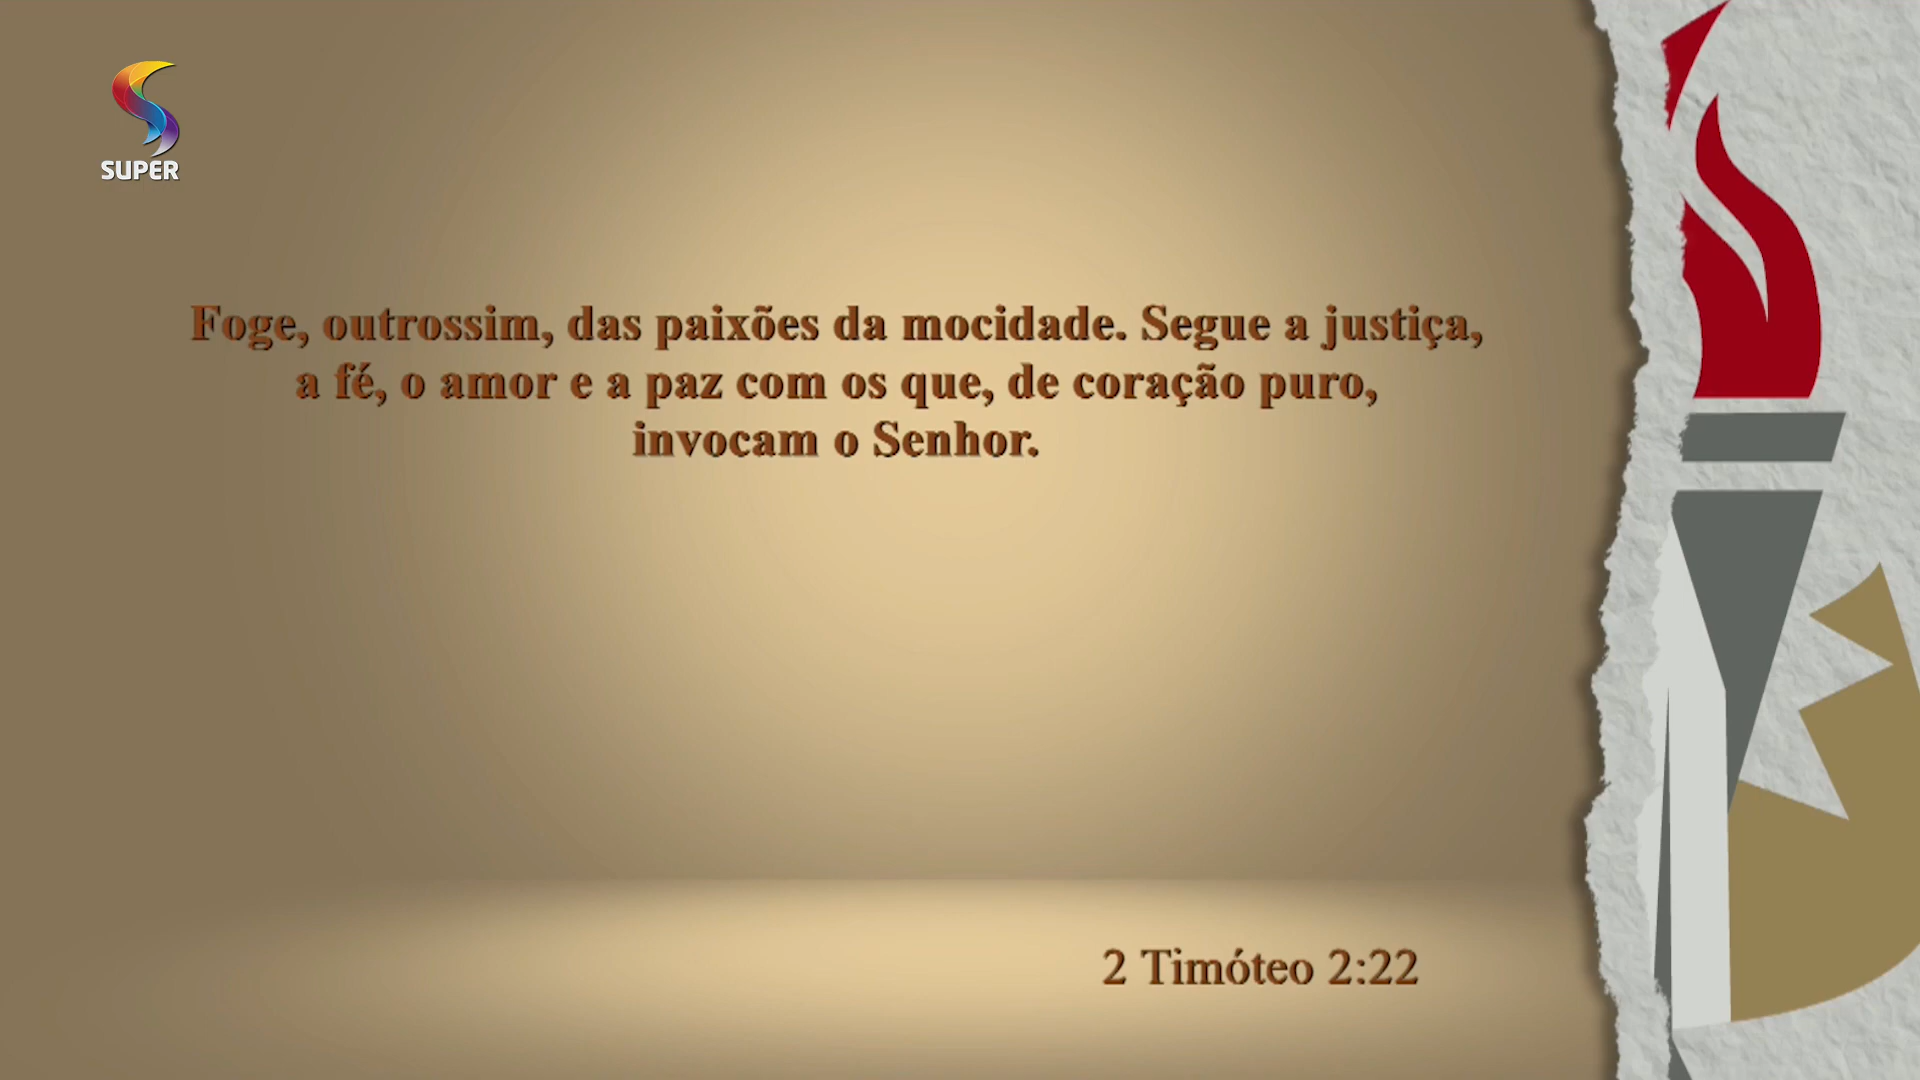 SUPER
Foge, outrossim, das paixões da mocidade. Segue a justiça,
a fé, o amor e a paz com os que, de coração puro,
invocam o Senhor.
2 Timóteo 2:22